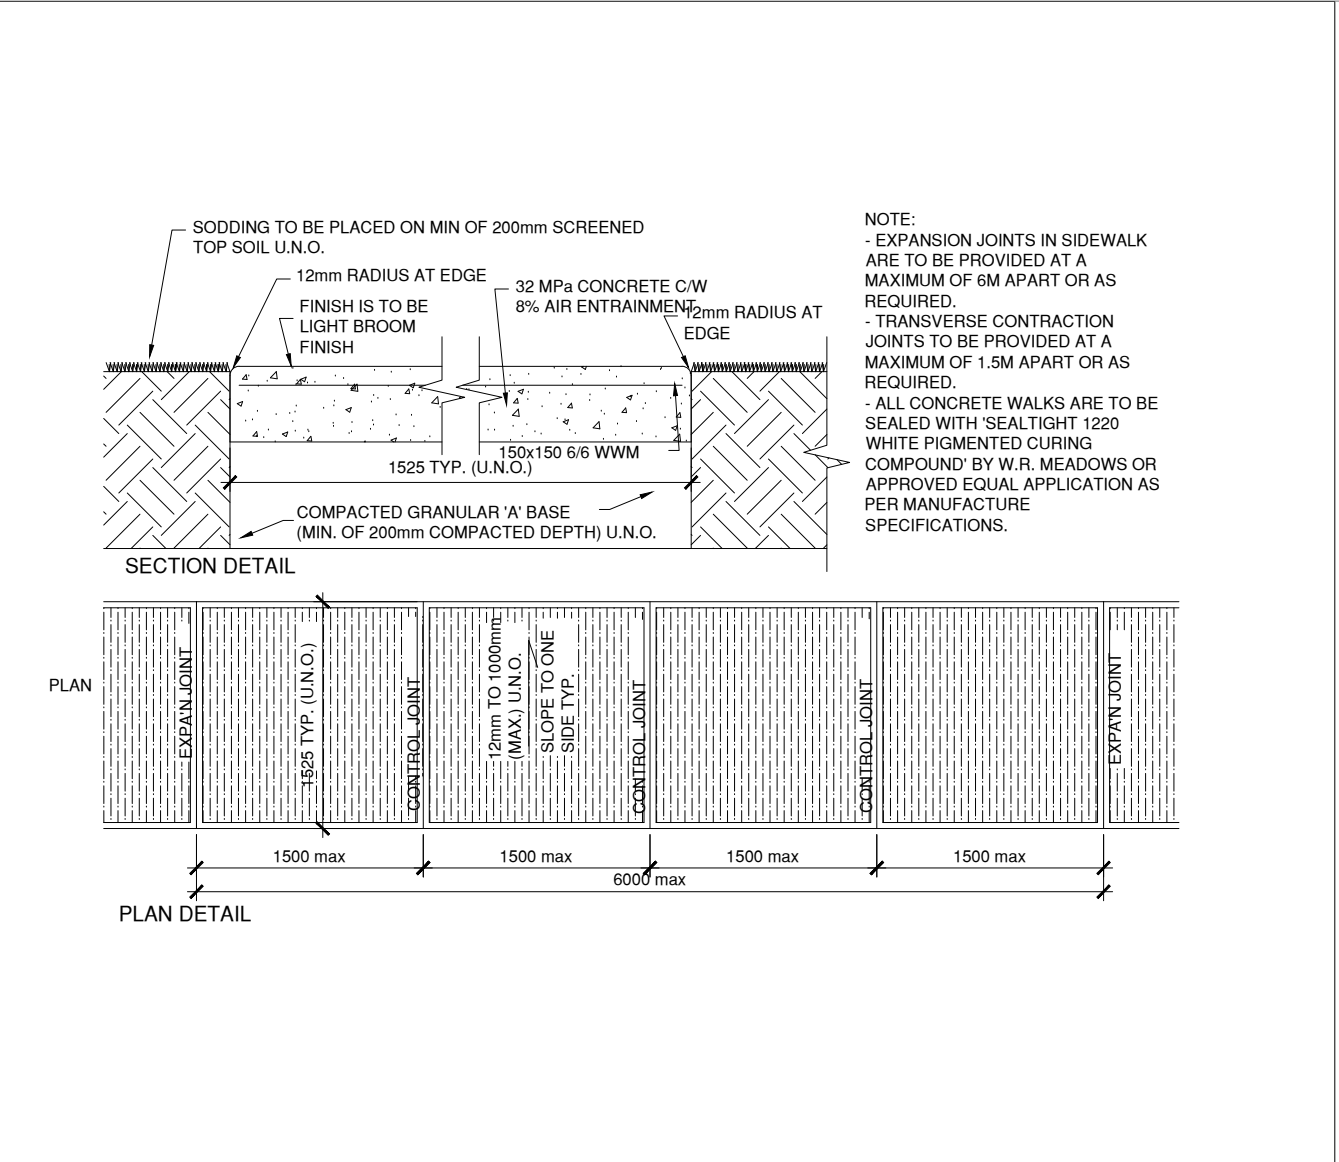 SODDING TO BE PLACED ON MIN OF 200mm SCREENED
TOP SOIL U.N.O.
12mm RADIUS AT EDGE
FINISH IS TO BE
LIGHT BROOM
FINISH
32 MPa CONCRETE C/W
8% AIR ENTRAINMENT
12mm RADIUS AT
EDGE
150x150 6/6 WWM
1525 TYP. (U.N.O.)
COMPACTED GRANULAR 'A' BASE
(MIN. OF 200mm COMPACTED DEPTH) U.N.O.
SECTION DETAIL
NOTE:
- EXPANSION JOINTS IN SIDEWALK
ARE TO BE PROVIDED AT A
MAXIMUM OF 6M APART OR AS
REQUIRED.
- TRANSVERSE CONTRACTION
JOINTS TO BE PROVIDED AT A
MAXIMUM OF 1.5M APART OR AS
REQUIRED.
- ALL CONCRETE WALKS ARE TO BE
SEALED WITH 'SEALTIGHT 1220
WHITE PIGMENTED CURING
COMPOUND' BY W.R. MEADOWS OR
APPROVED EQUAL APPLICATION AS
PER MANUFACTURE
SPECIFICATIONS.
PLAN
EXPA'N JOINT
1525 TYP. (U.N.O.)
CONTROL JOINT
12mm TO 1000mm
(MAX.) U.N.O.
SLOPE TO ONE
SIDE TYP.
CONTROL JOINT
CONTROL JOINT
EXPA'N JOINT
1500 max
1500 max
1500 max
1500 max
6000 max
PLAN DETAIL